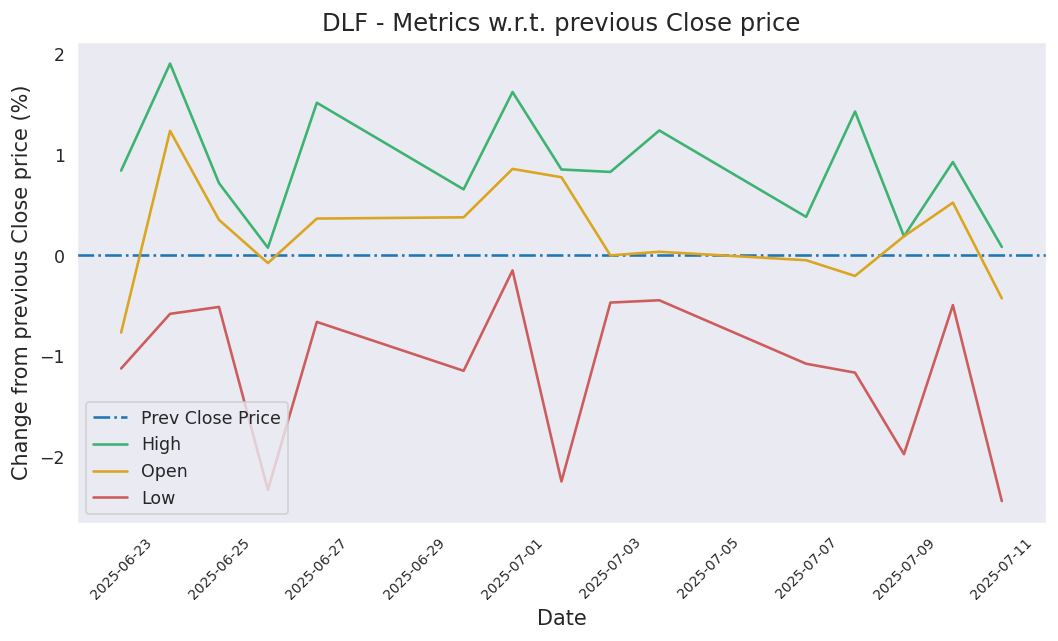 DLF - Metrics w.r.t. previous Close price
Change from previous Close price (%)
2
1
0
−1
−2
Prev Close Price
High
Open
Low
2025-06-23
2025-06-25
2025-06-27
2025-06-29
2025-07-01
2025-07-03
2025-07-05
2025-07-07
2025-07-09
2025-07-11
Date